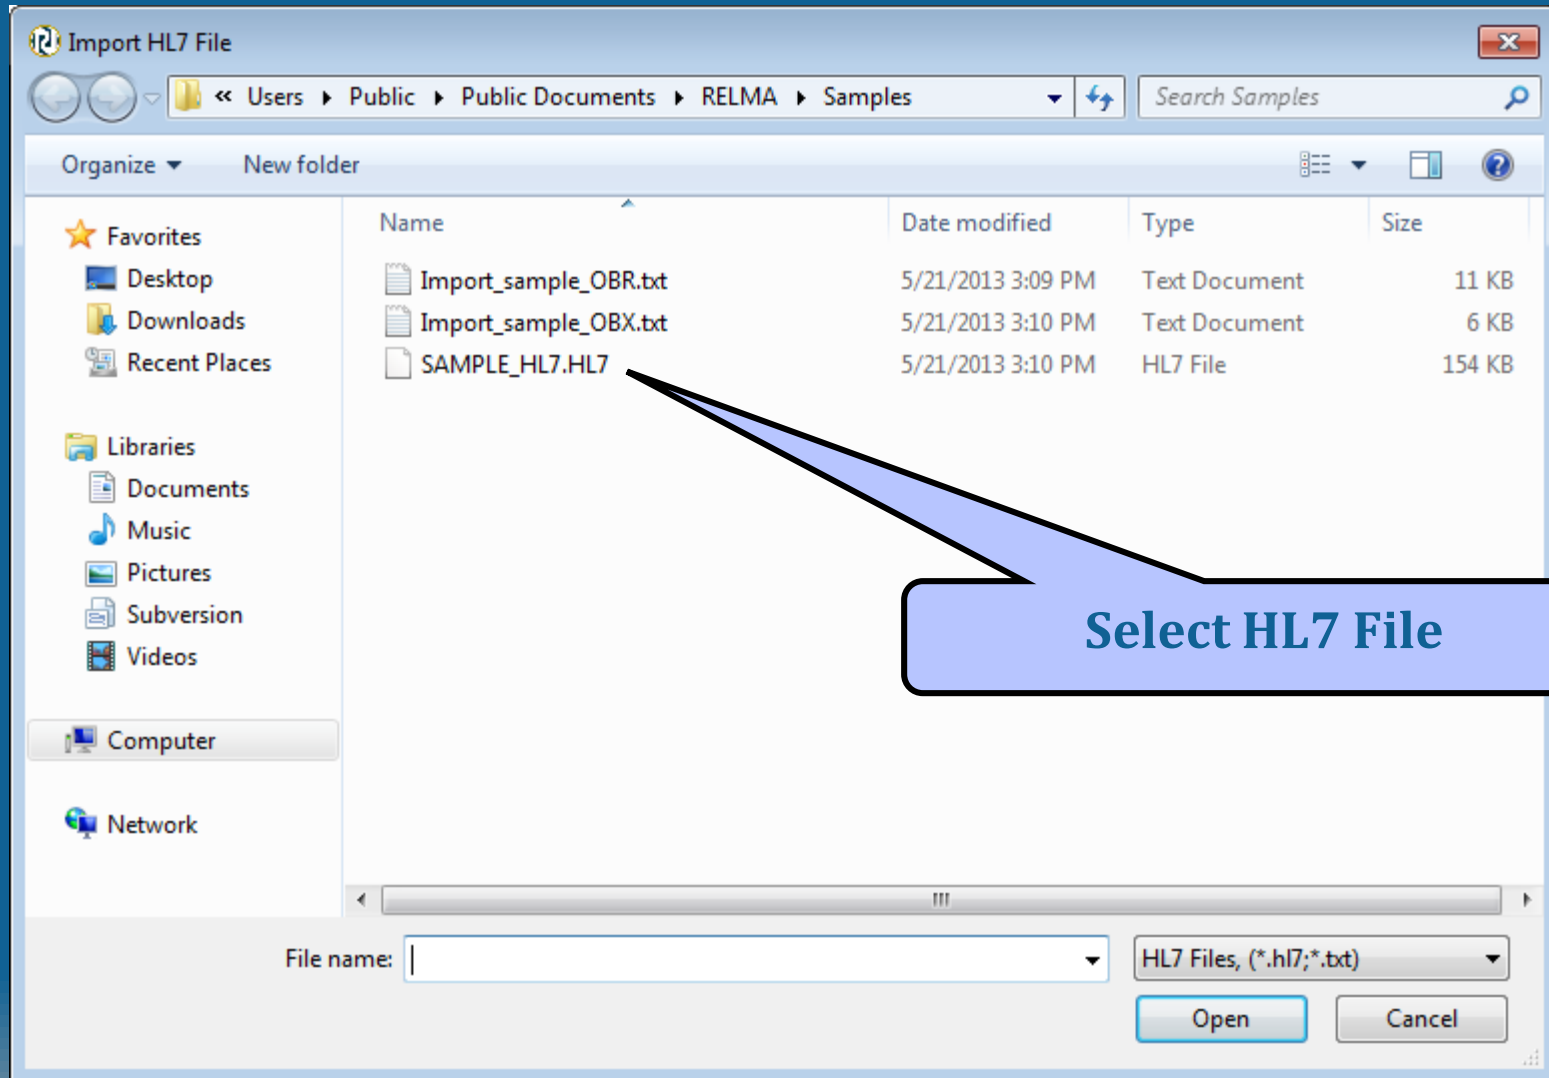 Import HL7 File
« Users Public Public Documents RELMA Samples Search Samples
Organize New folder
Name Date modified Type Size
Favorites
Desktop
Downloads
Recent Places
Libraries
Documents
Music
Pictures
Subversion
Videos
Computer
Network
Import_sample_OBR.txt 5/21/2013 3:09 PM Text Document 11 KB
Import_sample_OBX.txt 5/21/2013 3:10 PM Text Document 6 KB
SAMPLE_HL7.HL7 5/21/2013 3:10 PM HL7 File 154 KB
Select HL7 File
File name: HL7 Files, (*.hl7;*.txt)
Open Cancel